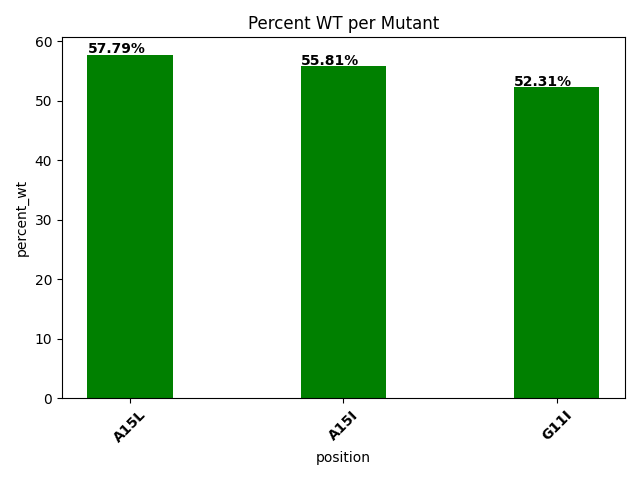 Percent WT per Mutant
60
57.79%
55.81%
52.31%
50
40
30
20
10
0
percent_wt
A15L
A15I
G11I
position